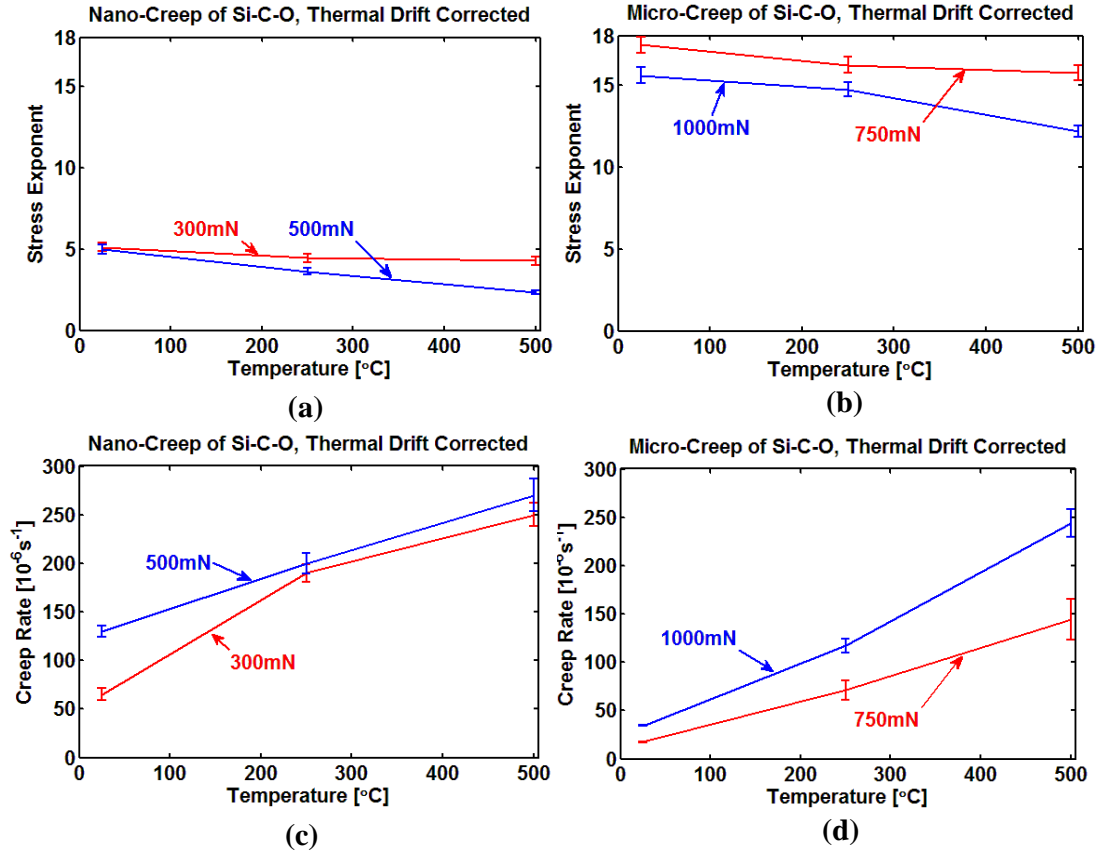 Nano-Creep of Si-C-O, Thermal Drift Corrected
18
15
10
5
0
0 100 200 300 400 500
Stress Exponent
Temperature [°C]
300mN
500mN
(a)
Micro-Creep of Si-C-O, Thermal Drift Corrected
18
15
10
5
0
0 100 200 300 400 500
Stress Exponent
Temperature [°C]
1000mN
750mN
(b)
Nano-Creep of Si-C-O, Thermal Drift Corrected
300
250
200
150
100
50
0
0 100 200 300 400 500
Creep Rate [10⁻⁶s⁻¹]
Temperature [°C]
500mN
300mN
(c)
Micro-Creep of Si-C-O, Thermal Drift Corrected
300
250
200
150
100
50
0
0 100 200 300 400 500
Creep Rate
Temperature [°C]
1000mN
750mN
(d)